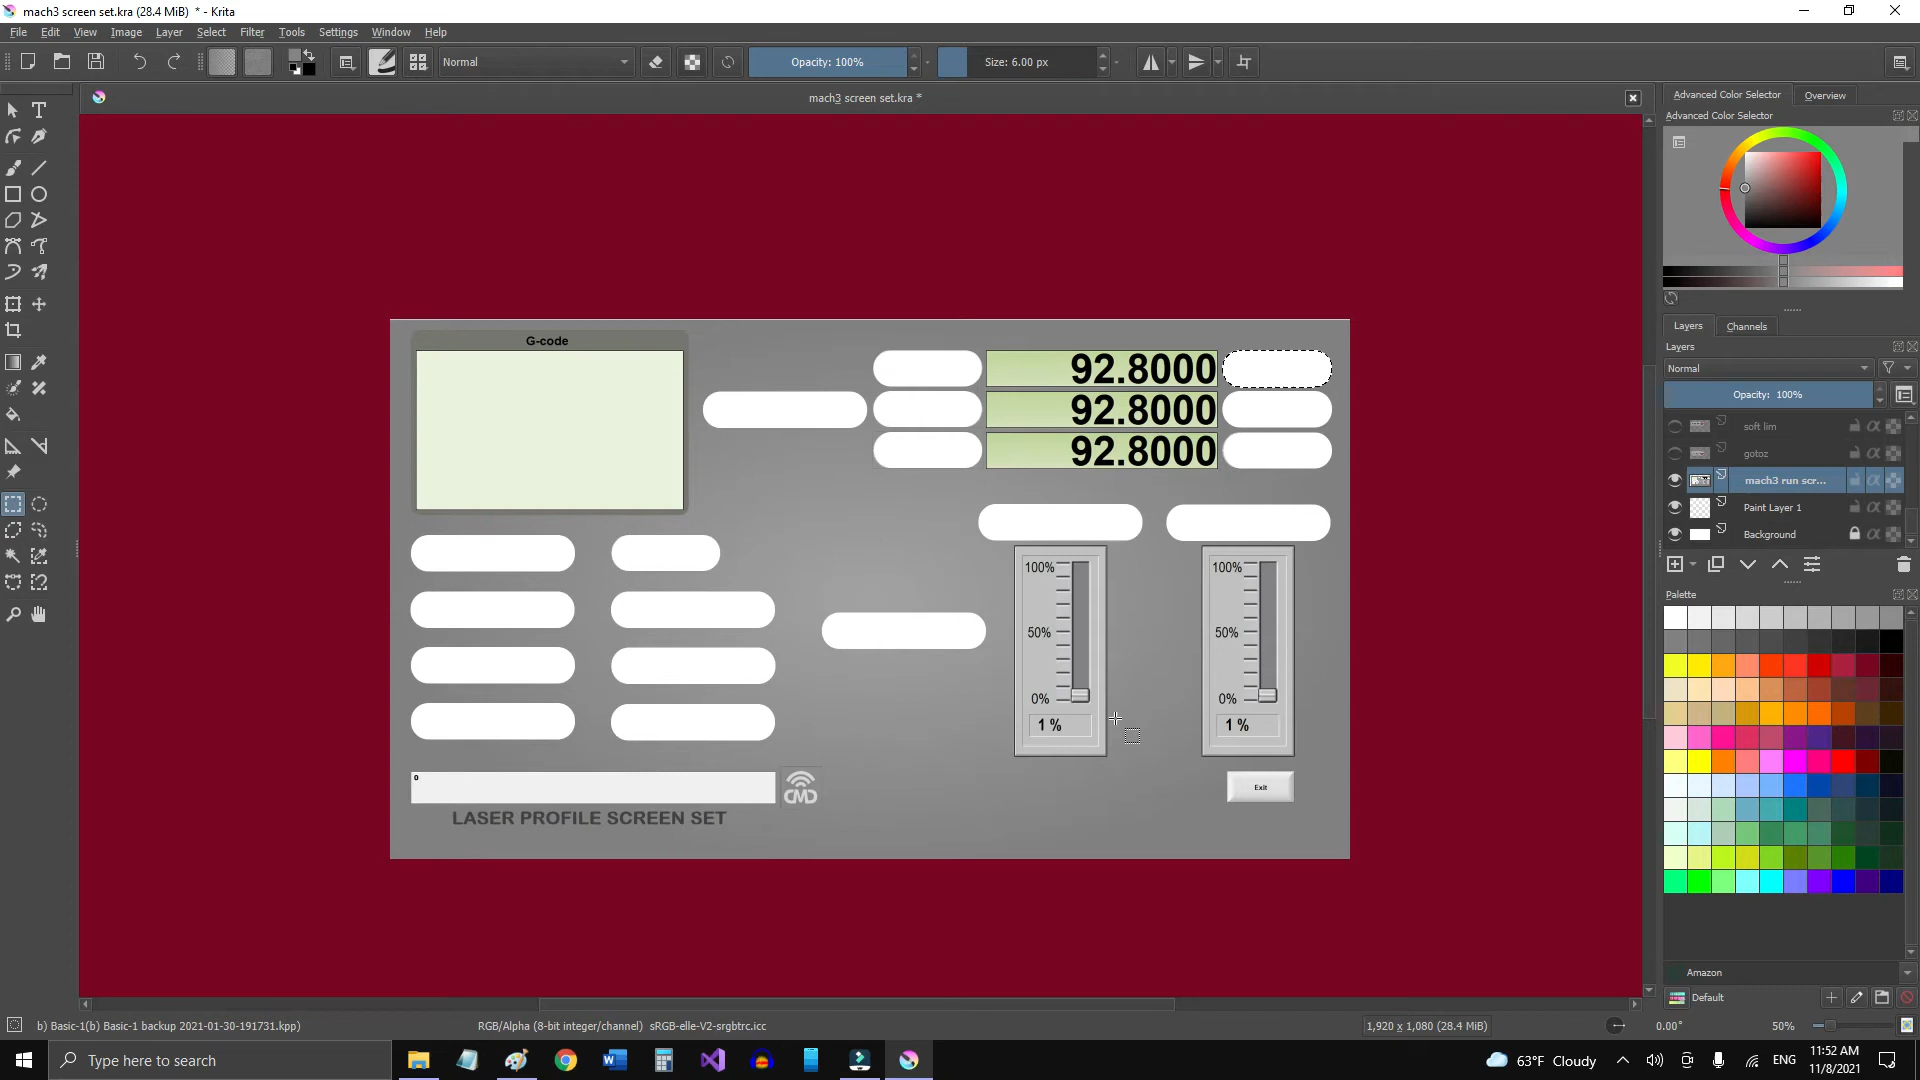 mach3 screen set.kra (28.4 MiB) * - Krita
File Edit View Image Layer Select Filter Tools Settings Window Help
Normal
Opacity: 100%
Size: 6.00 px
mach3 screen set.kra *
Advanced Color Selector
Overview
Advanced Color Selector
G-code
92.8000
92.8000
92.8000
100%
50%
0%
1 %
100%
50%
0%
1 %
0
CMD
Exit
LASER PROFILE SCREEN SET
Layers
Channels
Layers
Normal
Opacity: 100%
soft lim
gotoz
mach3 run scr...
Paint Layer 1
Background
Palette
Amazon
Default
b) Basic-1(b) Basic-1 backup 2021-01-30-191731.kpp)
RGB/Alpha (8-bit integer/channel) sRGB-elle-V2-srgbtrc.icc
1,920 x 1,080 (28.4 MiB)
0.00°
50%
Type here to search
63°F Cloudy
ENG
11:52 AM
11/8/2021